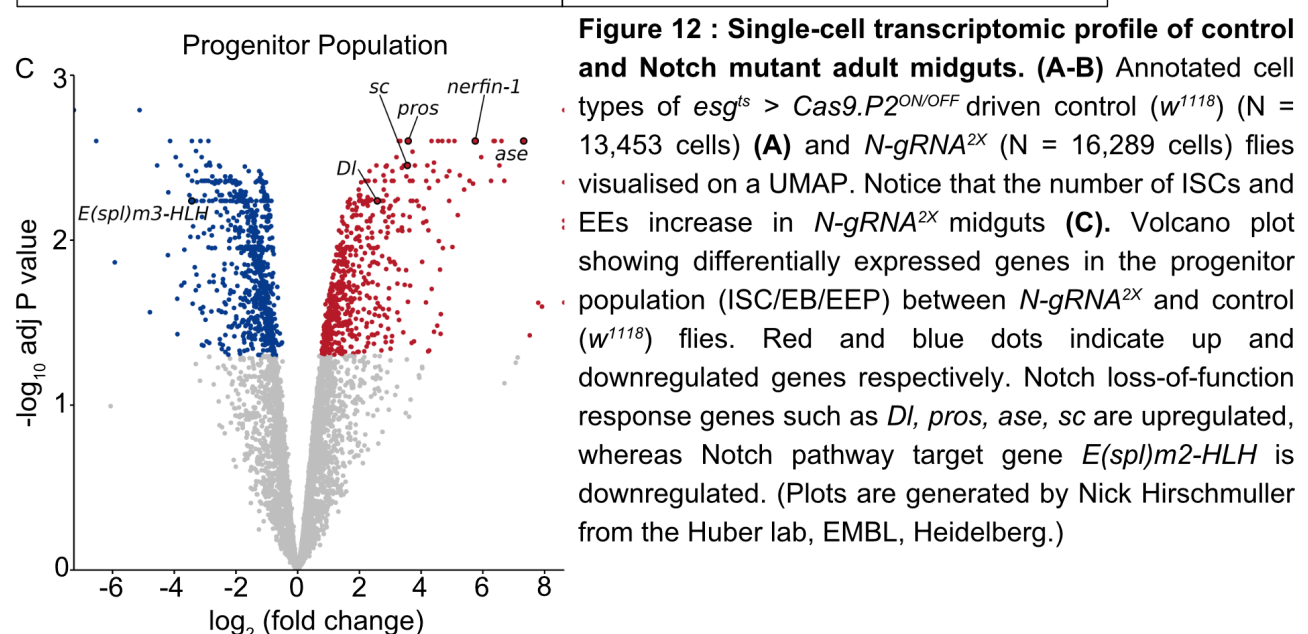 Progenitor Population
C
3
2
1
0
-log10 adj P value
sc
pros
nerfin-1
ase
Dl
E(spl)m3-HLH
-6 -4 -2 0 2 4 6 8
log2 (fold change)
Figure 12 : Single-cell transcriptomic profile of control
and Notch mutant adult midguts. (A-B) Annotated cell
types of esgts > Cas9.P2ON/OFF driven control (w1118) (N =
13,453 cells) (A) and N-gRNA2X (N = 16,289 cells) flies
visualised on a UMAP. Notice that the number of ISCs and
EEs increase in N-gRNA2X midguts (C). Volcano plot
showing differentially expressed genes in the progenitor
population (ISC/EB/EEP) between N-gRNA2X and control
(w1118) flies. Red and blue dots indicate up and
downregulated genes respectively. Notch loss-of-function
response genes such as Dl, pros, ase, sc are upregulated,
whereas Notch pathway target gene E(spl)m2-HLH is
downregulated. (Plots are generated by Nick Hirschmuller
from the Huber lab, EMBL, Heidelberg.)